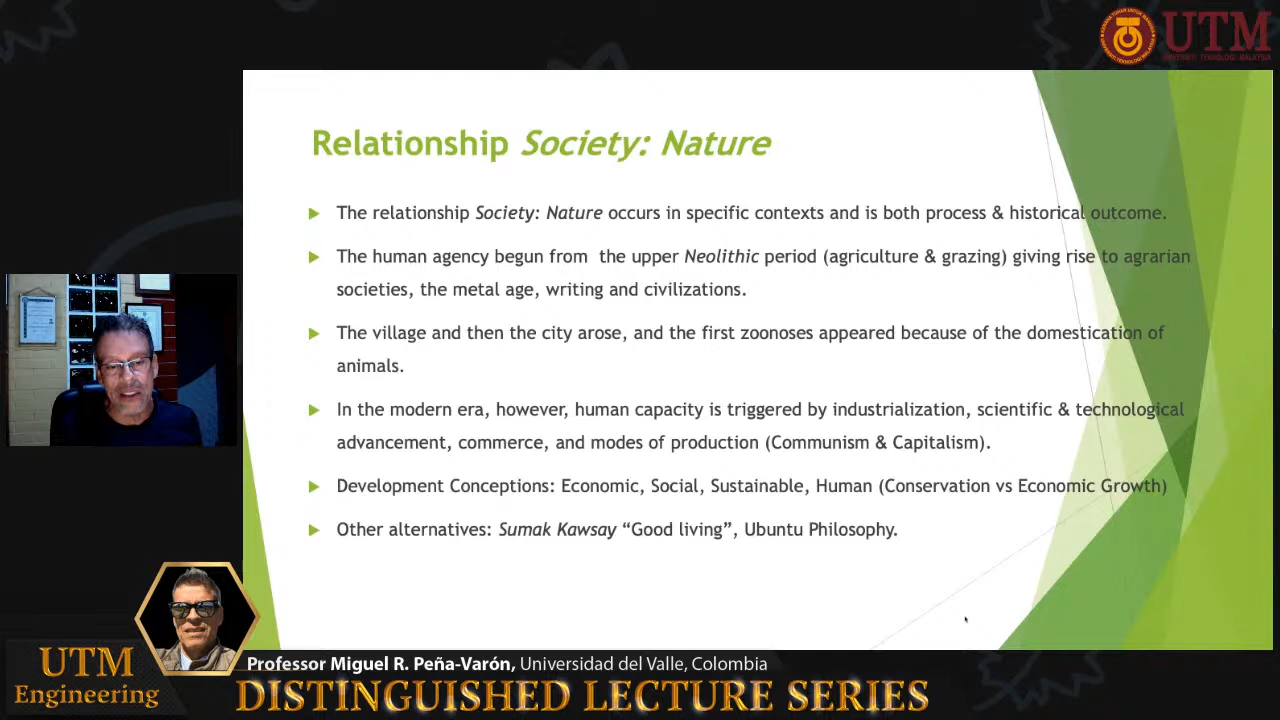 UTM
UNIVERSITI TEKNOLOGI MALAYSIA
Relationship Society: Nature
The relationship Society: Nature occurs in specific contexts and is both process & historical outcome.
The human agency begun from the upper Neolithic period (agriculture & grazing) giving rise to agrarian
societies, the metal age, writing and civilizations.
The village and then the city arose, and the first zoonoses appeared because of the domestication of
animals.
In the modern era, however, human capacity is triggered by industrialization, scientific & technological
advancement, commerce, and modes of production (Communism & Capitalism).
Development Conceptions: Economic, Social, Sustainable, Human (Conservation vs Economic Growth)
Other alternatives: Sumak Kawsay “Good living”, Ubuntu Philosophy.
UTM
Engineering
Professor Miguel R. Peña-Varón, Universidad del Valle, Colombia
DISTINGUISHED LECTURE SERIES